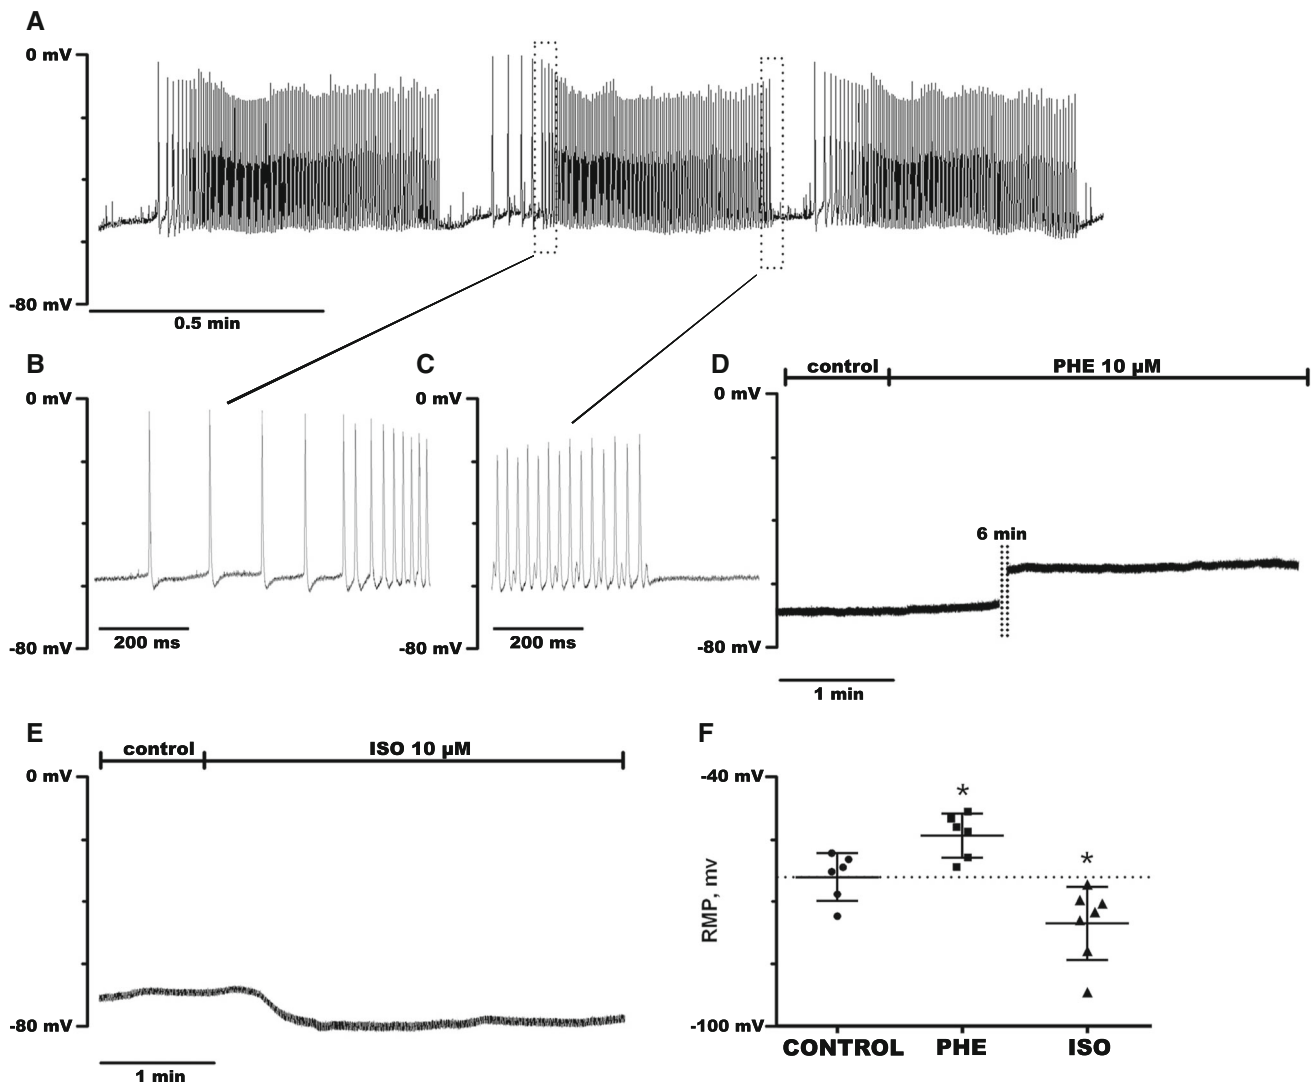 A
0 mV
-80 mV
0.5 min
B
0 mV
-80 mV
200 ms
C
0 mV
-80 mV
200 ms
D
control PHE 10 µM
0 mV
6 min
-80 mV
1 min
E
control ISO 10 µM
0 mV
-80 mV
1 min
F
-40 mV
RMP, mv
-100 mV
* *
CONTROL PHE ISO